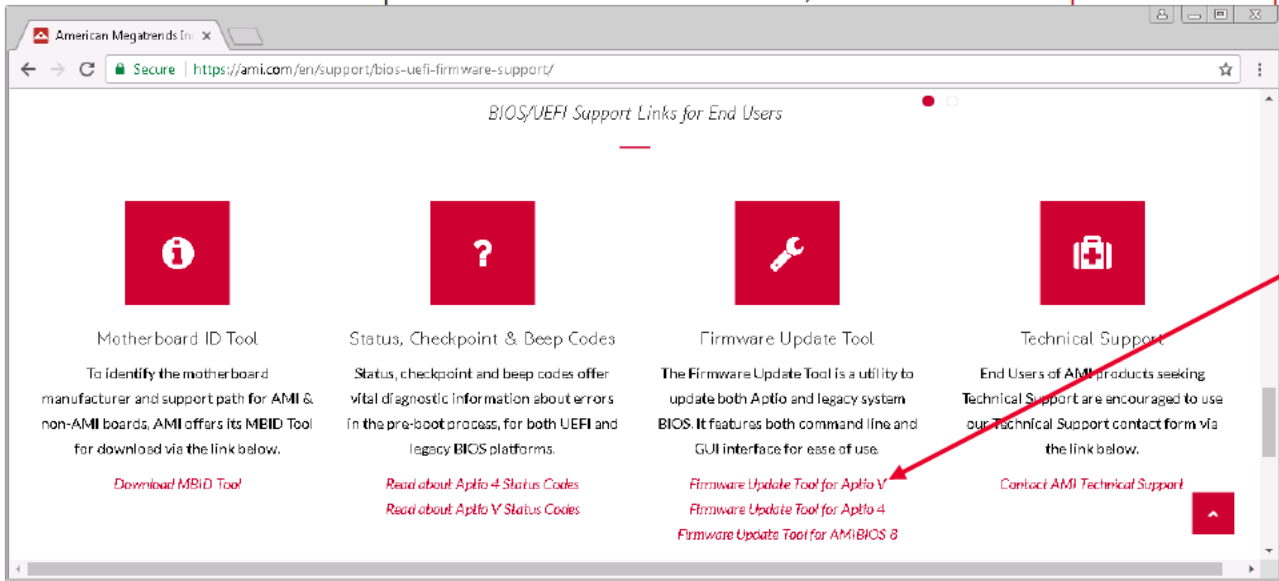 American Megatrends In
Secure | https://ami.com/en/support/bios-uefi-firmware-support/
BIOS/UEFI Support Links for End Users
Motherboard ID Tool
To identify the motherboard
manufacturer and support path for AMI &
non-AMI boards, AMI offers its MBID Tool
for download via the link below.
Download MBID Tool
Status, Checkpoint & Beep Codes
Status, checkpoint and beep codes offer
vital diagnostic information about errors
in the pre-boot process, for both UEFI and
legacy BIOS platforms.
Read about Aptio 4 Status Codes
Read about Aptio V Status Codes
Firmware Update Tool
The Firmware Update Tool is a utility to
update both Aptio and legacy system
BIOS. It features both command line and
GUI interface for ease of use.
Firmware Update Tool for Aptio V
Firmware Update Tool for Aptio 4
Firmware Update Tool for AMIBIOS 8
Technical Support
End Users of AMI products seeking
Technical Support are encouraged to use
our Technical Support contact form via
the link below.
Contact AMI Technical Support